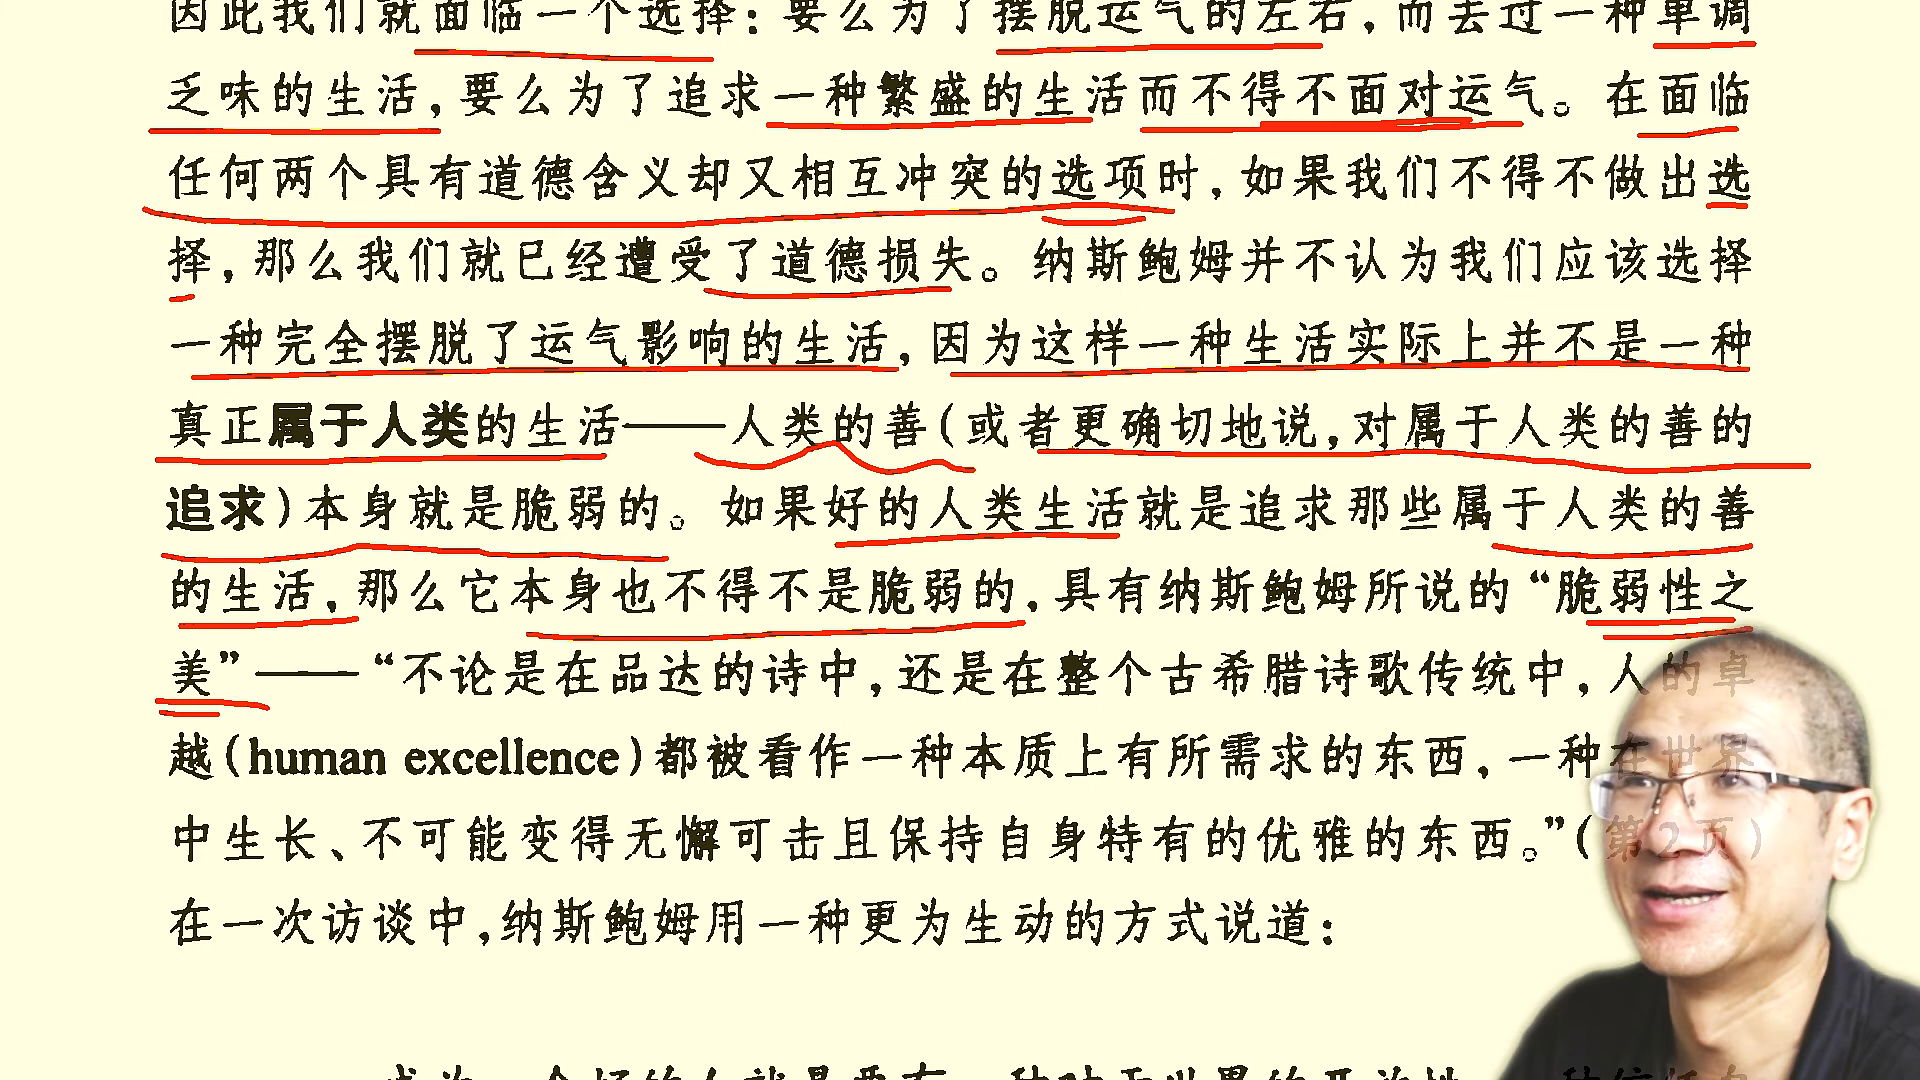 因此我们就面临一个选择：要么为了摆脱运气的左右，而去过一种单调
乏味的生活，要么为了追求一种繁盛的生活而不得不面对运气。在面临
任何两个具有道德含义却又相互冲突的选项时，如果我们不得不做出选
择，那么我们就已经遭受了道德损失。纳斯鲍姆并不认为我们应该选择
一种完全摆脱了运气影响的生活，因为这样一种生活实际上并不是一种
真正属于人类的生活——人类的善（或者更确切地说，对属于人类的善的
追求）本身就是脆弱的。如果好的人类生活就是追求那些属于人类的善
的生活，那么它本身也不得不是脆弱的，具有纳斯鲍姆所说的“脆弱性之
美”——“不论是在品达的诗中，还是在整个古希腊诗歌传统中，人的卓
越（human excellence）都被看作一种本质上有所需求的东西，一种在世界
中生长、不可能变得无懈可击且保持自身特有的优雅的东西。”（第2页）
在一次访谈中，纳斯鲍姆用一种更为生动的方式说道：